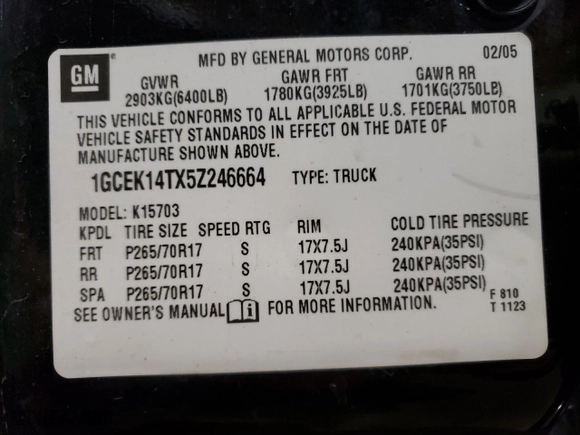 GM
MFD BY GENERAL MOTORS CORP. 02/05
GVWR GAWR FRT GAWR RR
2903KG(6400LB) 1780KG(3925LB) 1701KG(3750LB)
THIS VEHICLE CONFORMS TO ALL APPLICABLE U.S. FEDERAL MOTOR
VEHICLE SAFETY STANDARDS IN EFFECT ON THE DATE OF
MANUFACTURE SHOWN ABOVE.
1GCEK14TX5Z246664 TYPE: TRUCK
MODEL: K15703
KPDL TIRE SIZE SPEED RTG RIM COLD TIRE PRESSURE
FRT P265/70R17 S 17X7.5J 240KPA(35PSI)
RR P265/70R17 S 17X7.5J 240KPA(35PSI)
SPA P265/70R17 S 17X7.5J 240KPA(35PSI)
SEE OWNER'S MANUAL FOR MORE INFORMATION. F 810
T 1123